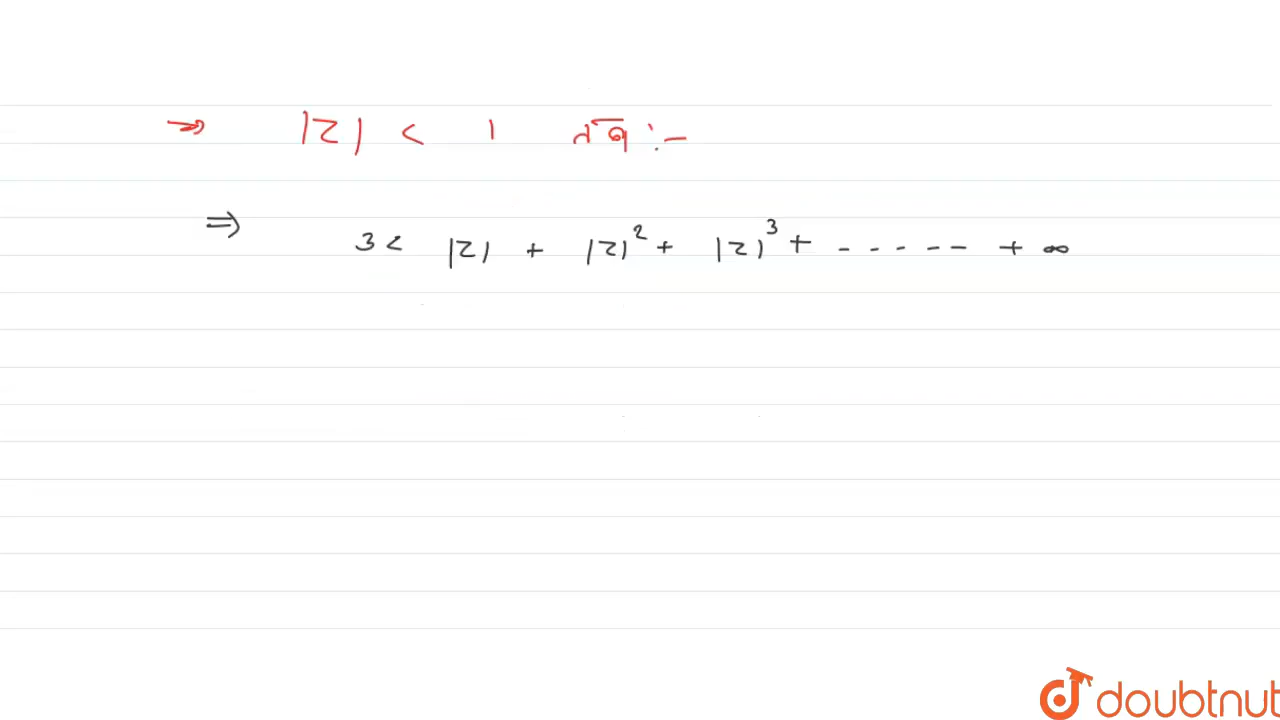 ⇒ |z| < 1 तब :-
⇒ 3 < |z| + |z|² + |z|³ + - - - - - + ∞
doubtnut